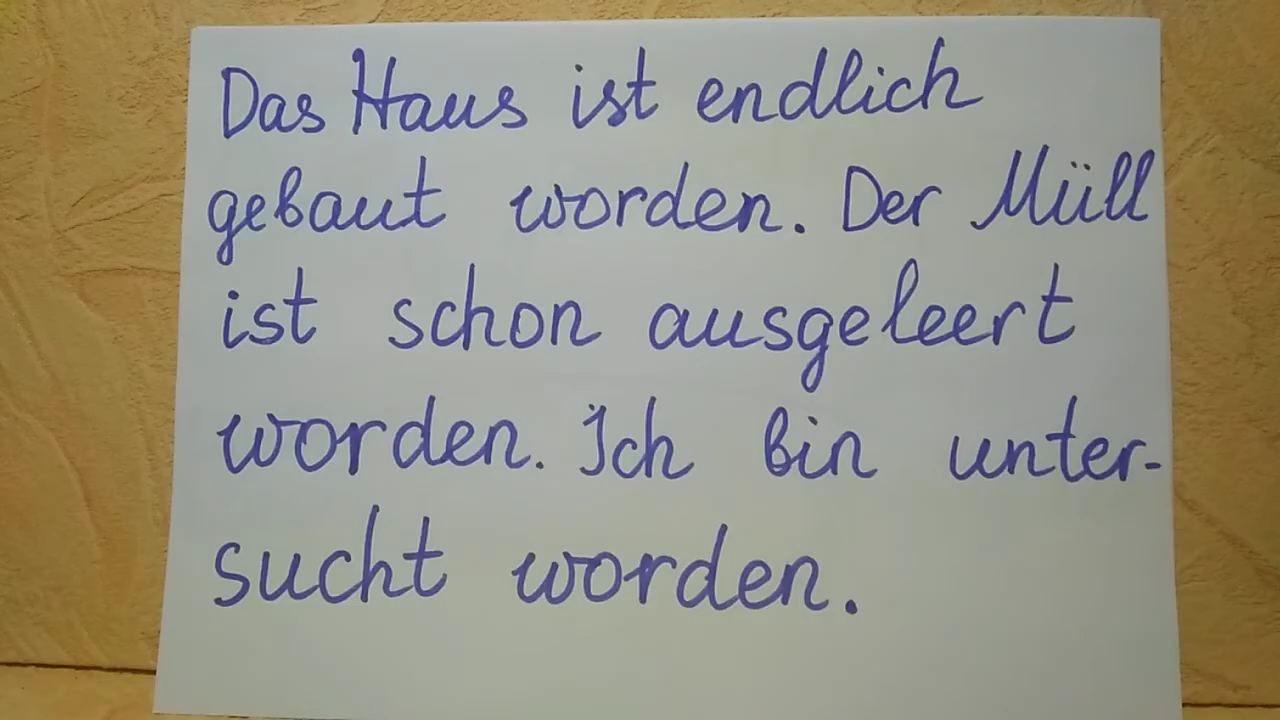 Das Haus ist endlich
gebaut worden. Der Müll
ist schon ausgeleert
worden. Ich bin unter-
sucht worden.